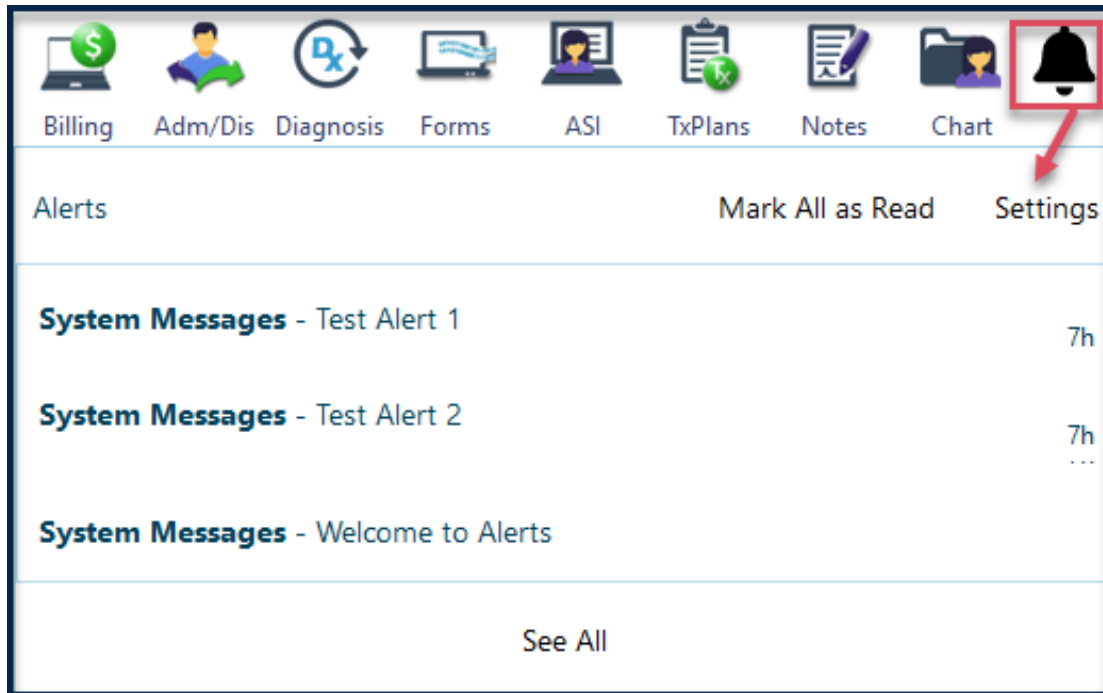 Billing Adm/Dis Diagnosis Forms ASI TxPlans Notes Chart
Alerts Mark All as Read Settings
System Messages - Test Alert 1
7h
System Messages - Test Alert 2
7h
System Messages - Welcome to Alerts
See All